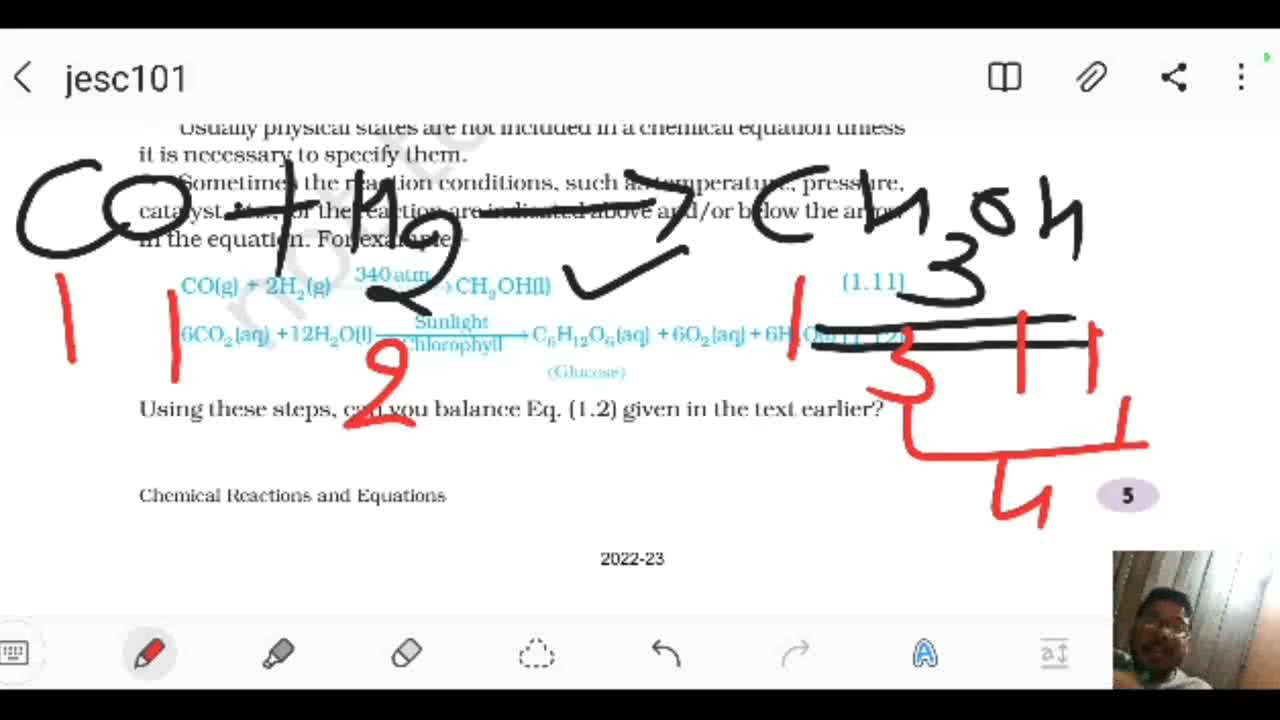 jesc101
Usually physical states are not included in a chemical equation unless
it is necessary to specify them.
Sometimes the reaction conditions, such as temperature, pressure,
catalyst, etc., for the reaction are indicated above and/or below the arrow
in the equation. For example –
CO + H2 → CH3OH
CO(g) + 2H₂(g) 340 atm → CH₃OH(l) (1.11)
1 1 2 1 3 1 1
6CO₂(aq) + 12H₂O(l) Sunlight Chlorophyll → C₆H₁₂O₆(aq) + 6O₂(aq) + 6H₂O(l) (1.12)
(Glucose)
1
4
Using these steps, can you balance Eq. (1.2) given in the text earlier?
Chemical Reactions and Equations 5
2022-23